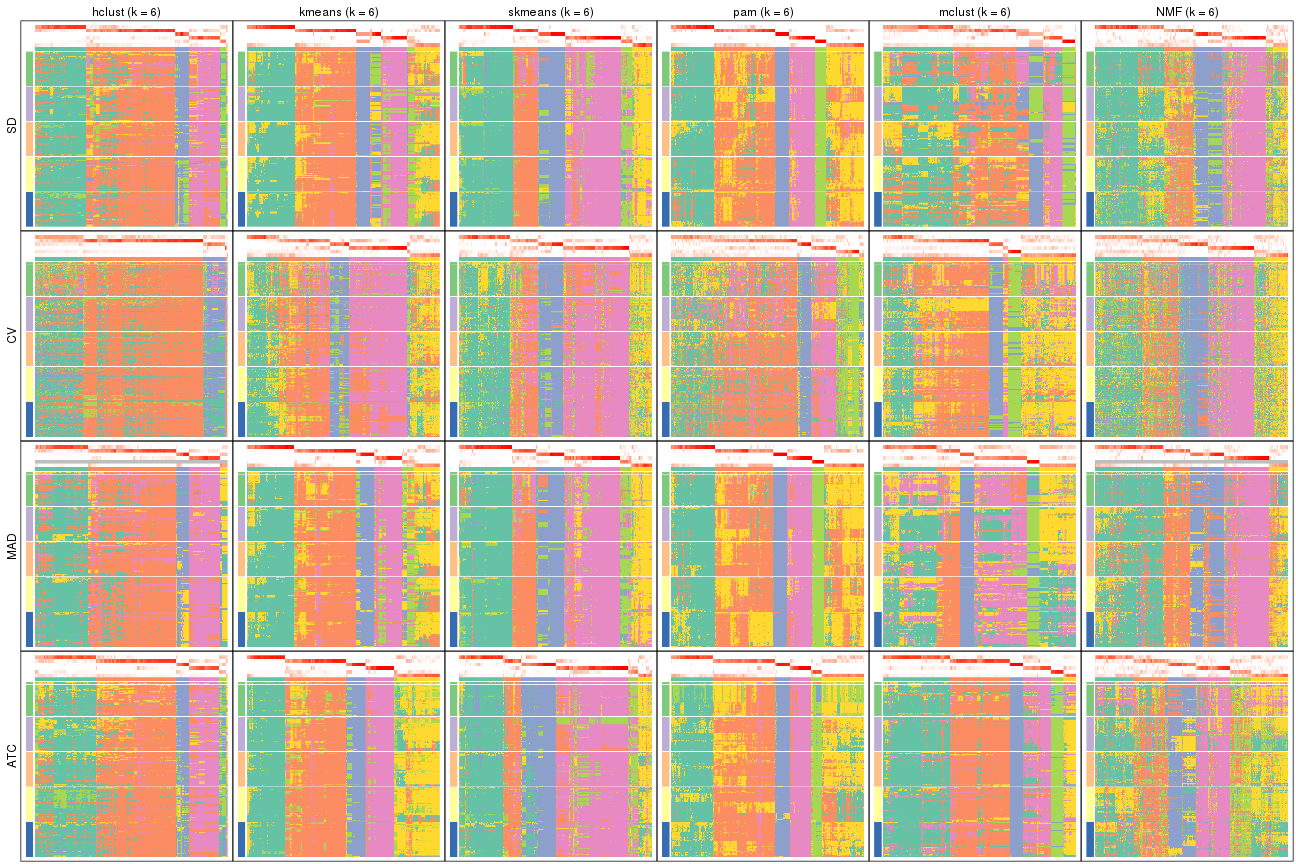 hclust (k = 6) kmeans (k = 6) skmeans (k = 6) pam (k = 6) mclust (k = 6) NMF (k = 6)
SD
CV
MAD
ATC